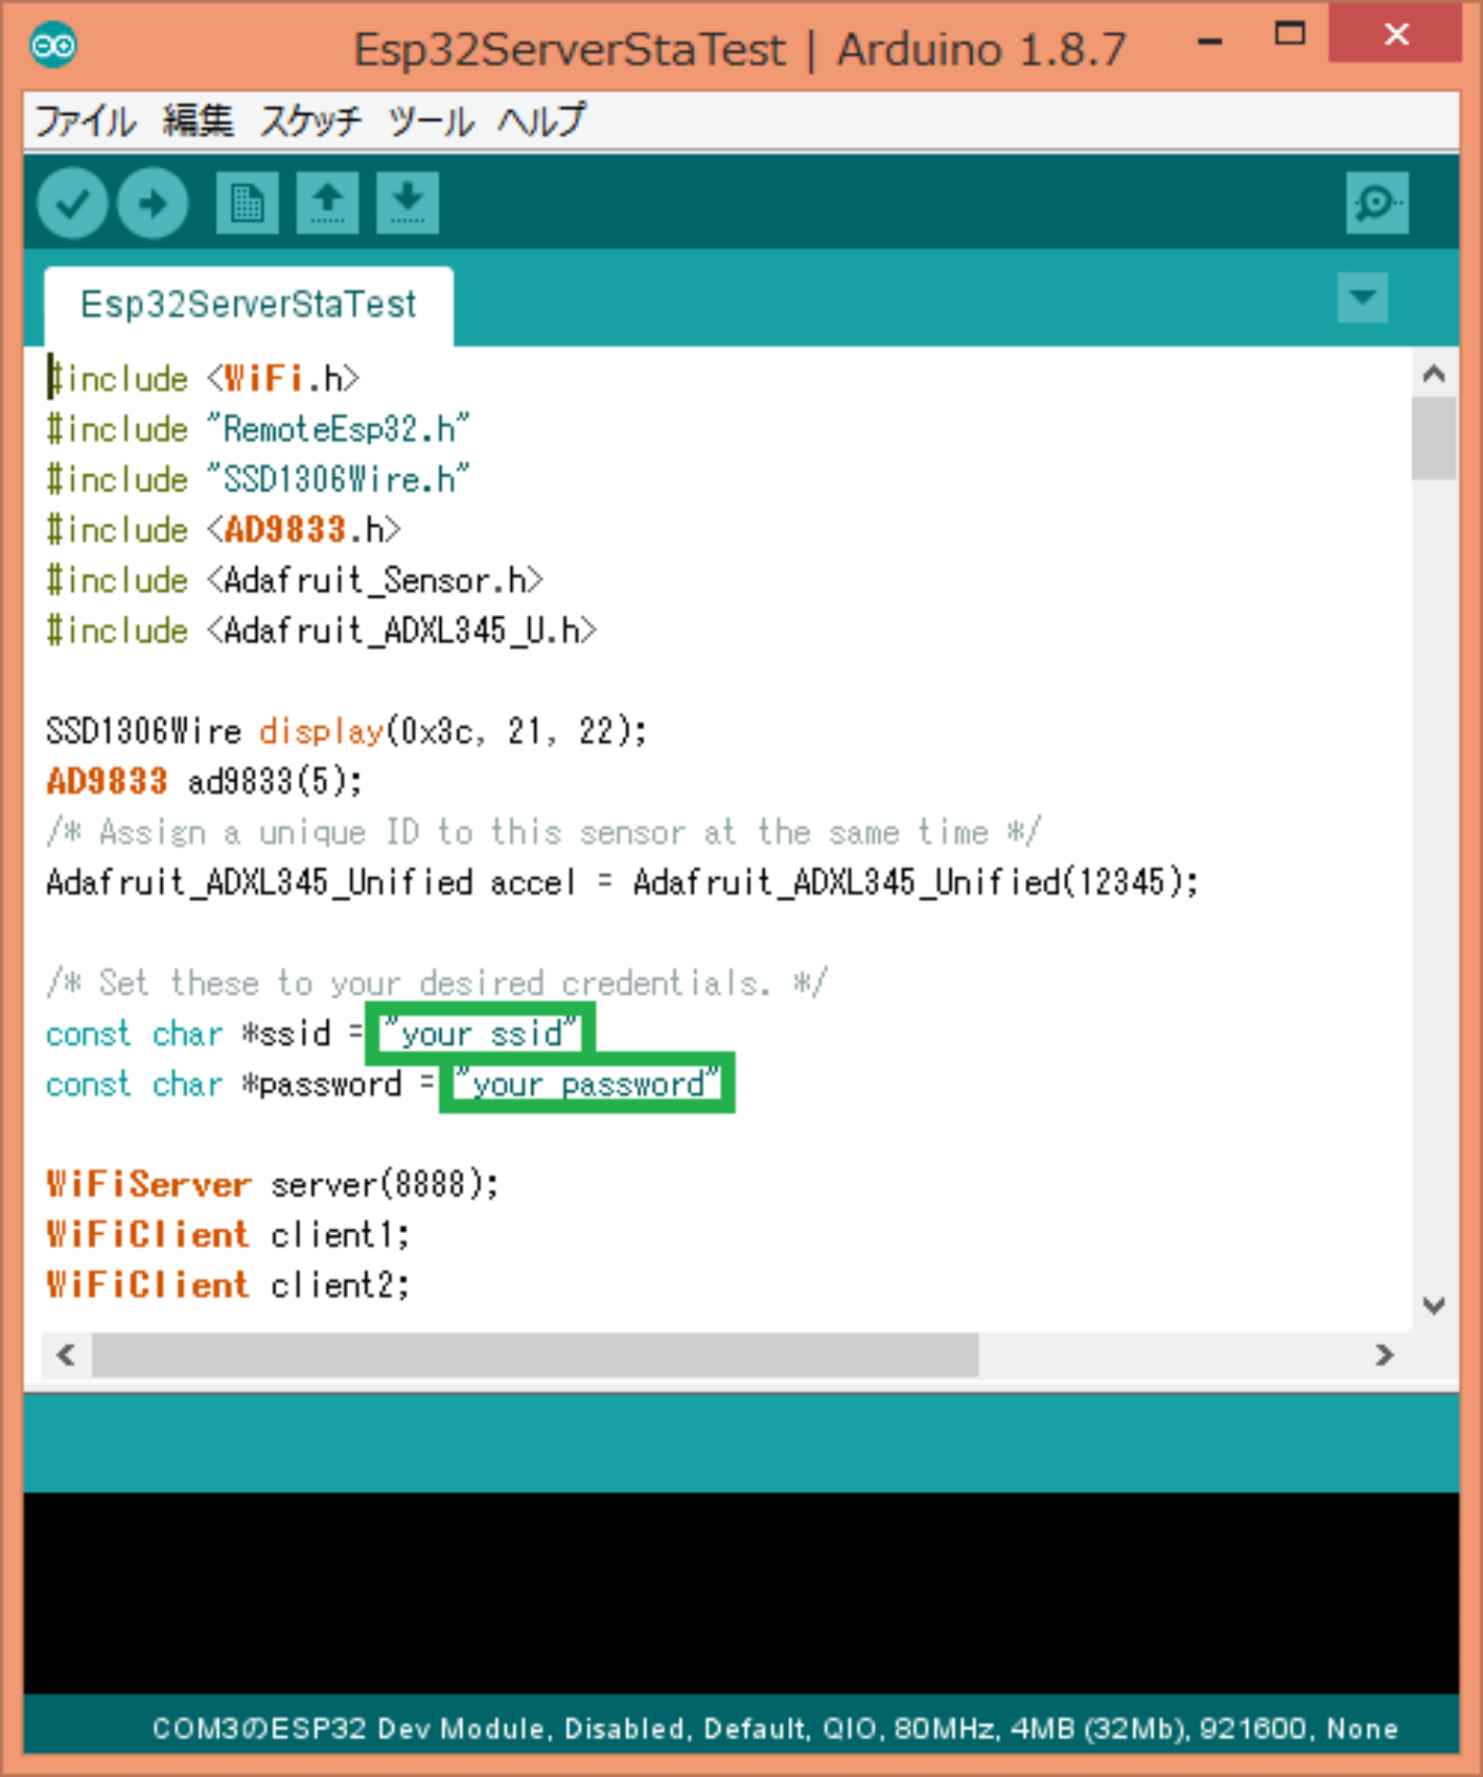 Esp32ServerStaTest | Arduino 1.8.7
ファイル 編集 スケッチ ツール ヘルプ
Esp32ServerStaTest
#include <WiFi.h>
#include "RemoteEsp32.h"
#include "SSD1306Wire.h"
#include <AD9833.h>
#include <Adafruit_Sensor.h>
#include <Adafruit_ADXL345_U.h>
SSD1306Wire display(0x3c, 21, 22);
AD9833 ad9833(5);
/* Assign a unique ID to this sensor at the same time */
Adafruit_ADXL345_Unified accel = Adafruit_ADXL345_Unified(12345);
/* Set these to your desired credentials. */
const char *ssid = "your ssid"
const char *password = "your password"
WiFiServer server(8888);
WiFiClient client1;
WiFiClient client2;
COM3のESP32 Dev Module, Disabled, Default, QIO, 80MHz, 4MB (32Mb), 921600, None